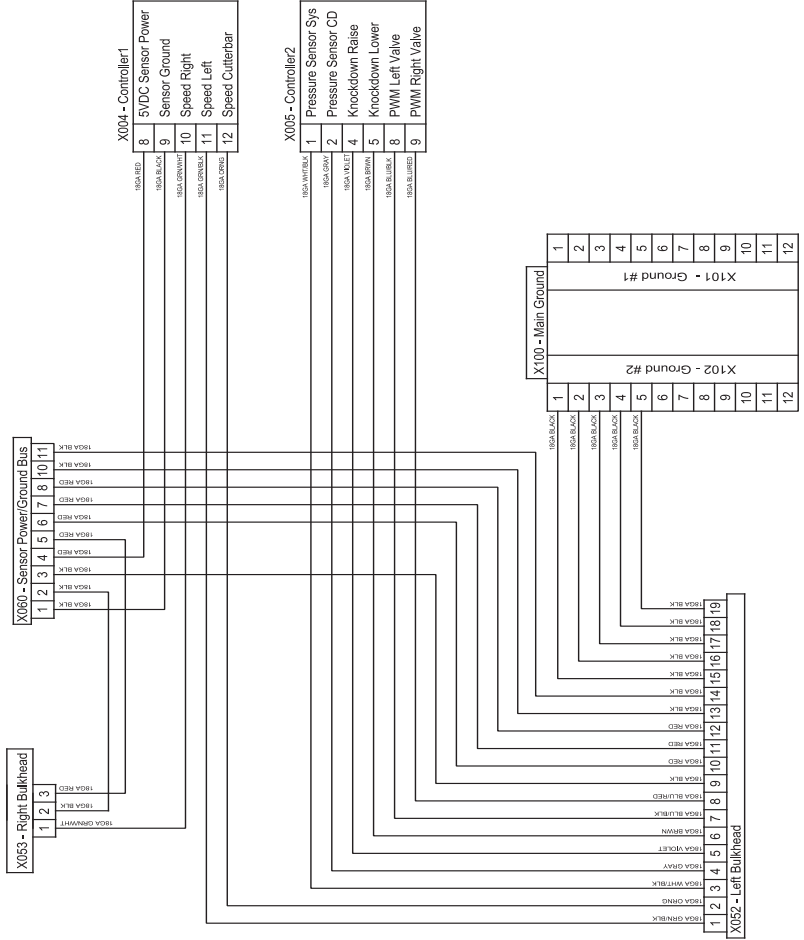 X004 - Controller1
8 5VDC Sensor Power
9 Sensor Ground
10 Speed Right
11 Speed Left
12 Speed Cutterbar
18GA RED
18GA BLACK
18GA GRN/WHT
18GA GRN/BLK
18GA ORNG
X005 - Controller2
1 Pressure Sensor Sys
2 Pressure Sensor CD
4 Knockdown Raise
5 Knockdown Lower
8 PWM Left Valve
9 PWM Right Valve
18GA WHT/BLK
18GA GRAY
18GA VIOLET
18GA BRWN
18GA BLU/BLK
18GA BLU/RED
X060 - Sensor Power/Ground Bus
1 2 3 4 5 6 7 8 10 11
18GA BLK
18GA BLK
18GA BLK
18GA RED
18GA RED
18GA RED
18GA RED
18GA RED
18GA BLK
18GA BLK
X053 - Right Bulkhead
1 2 3
18GA GRN/WHT
18GA BLK
18GA RED
X100 - Main Ground
X101 - Ground #1
1
2
3
4
5
6
7
8
9
10
11
12
X102 - Ground #2
1
2
3
4
5
6
7
8
9
10
11
12
18GA BLACK
18GA BLACK
18GA BLACK
18GA BLACK
18GA BLACK
18GA GRN/BLK
18GA ORNG
18GA WHT/BLK
18GA GRAY
18GA VIOLET
18GA BRWN
18GA BLU/BLK
18GA BLU/RED
18GA BLK
18GA RED
18GA RED
18GA RED
18GA BLK
18GA BLK
18GA BLK
18GA BLK
18GA BLK
18GA BLK
18GA BLK
1 2 3 4 5 6 7 8 9 10 11 12 13 14 15 16 17 18 19
X052 - Left Bulkhead